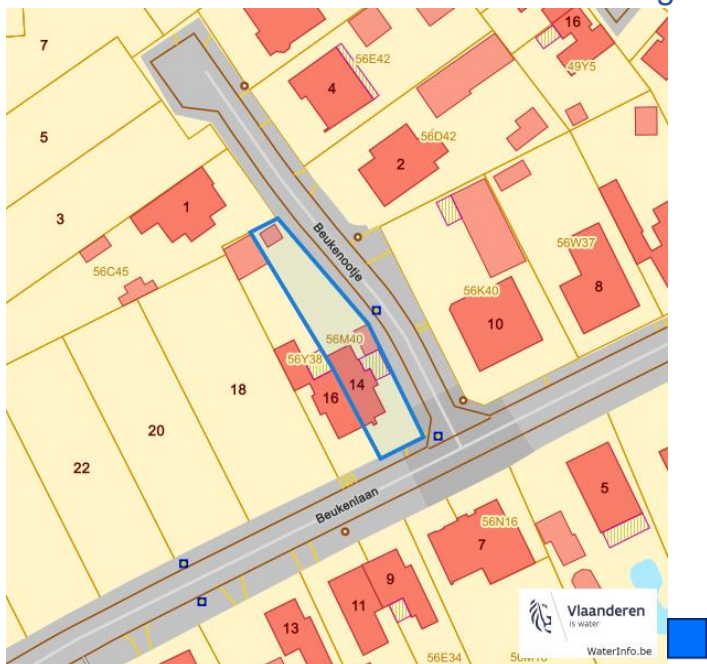 g
7
16
56E42
49Y5
4
5
56D42
2
3
1
Beukenootje
56W37
56C45
56K40
8
10
56M40
56Y38
18
14
16
20
22
Beukenlaan
5
56N16
7
9
11
13
56E34
Vlaanderen
is water
WaterInfo.be